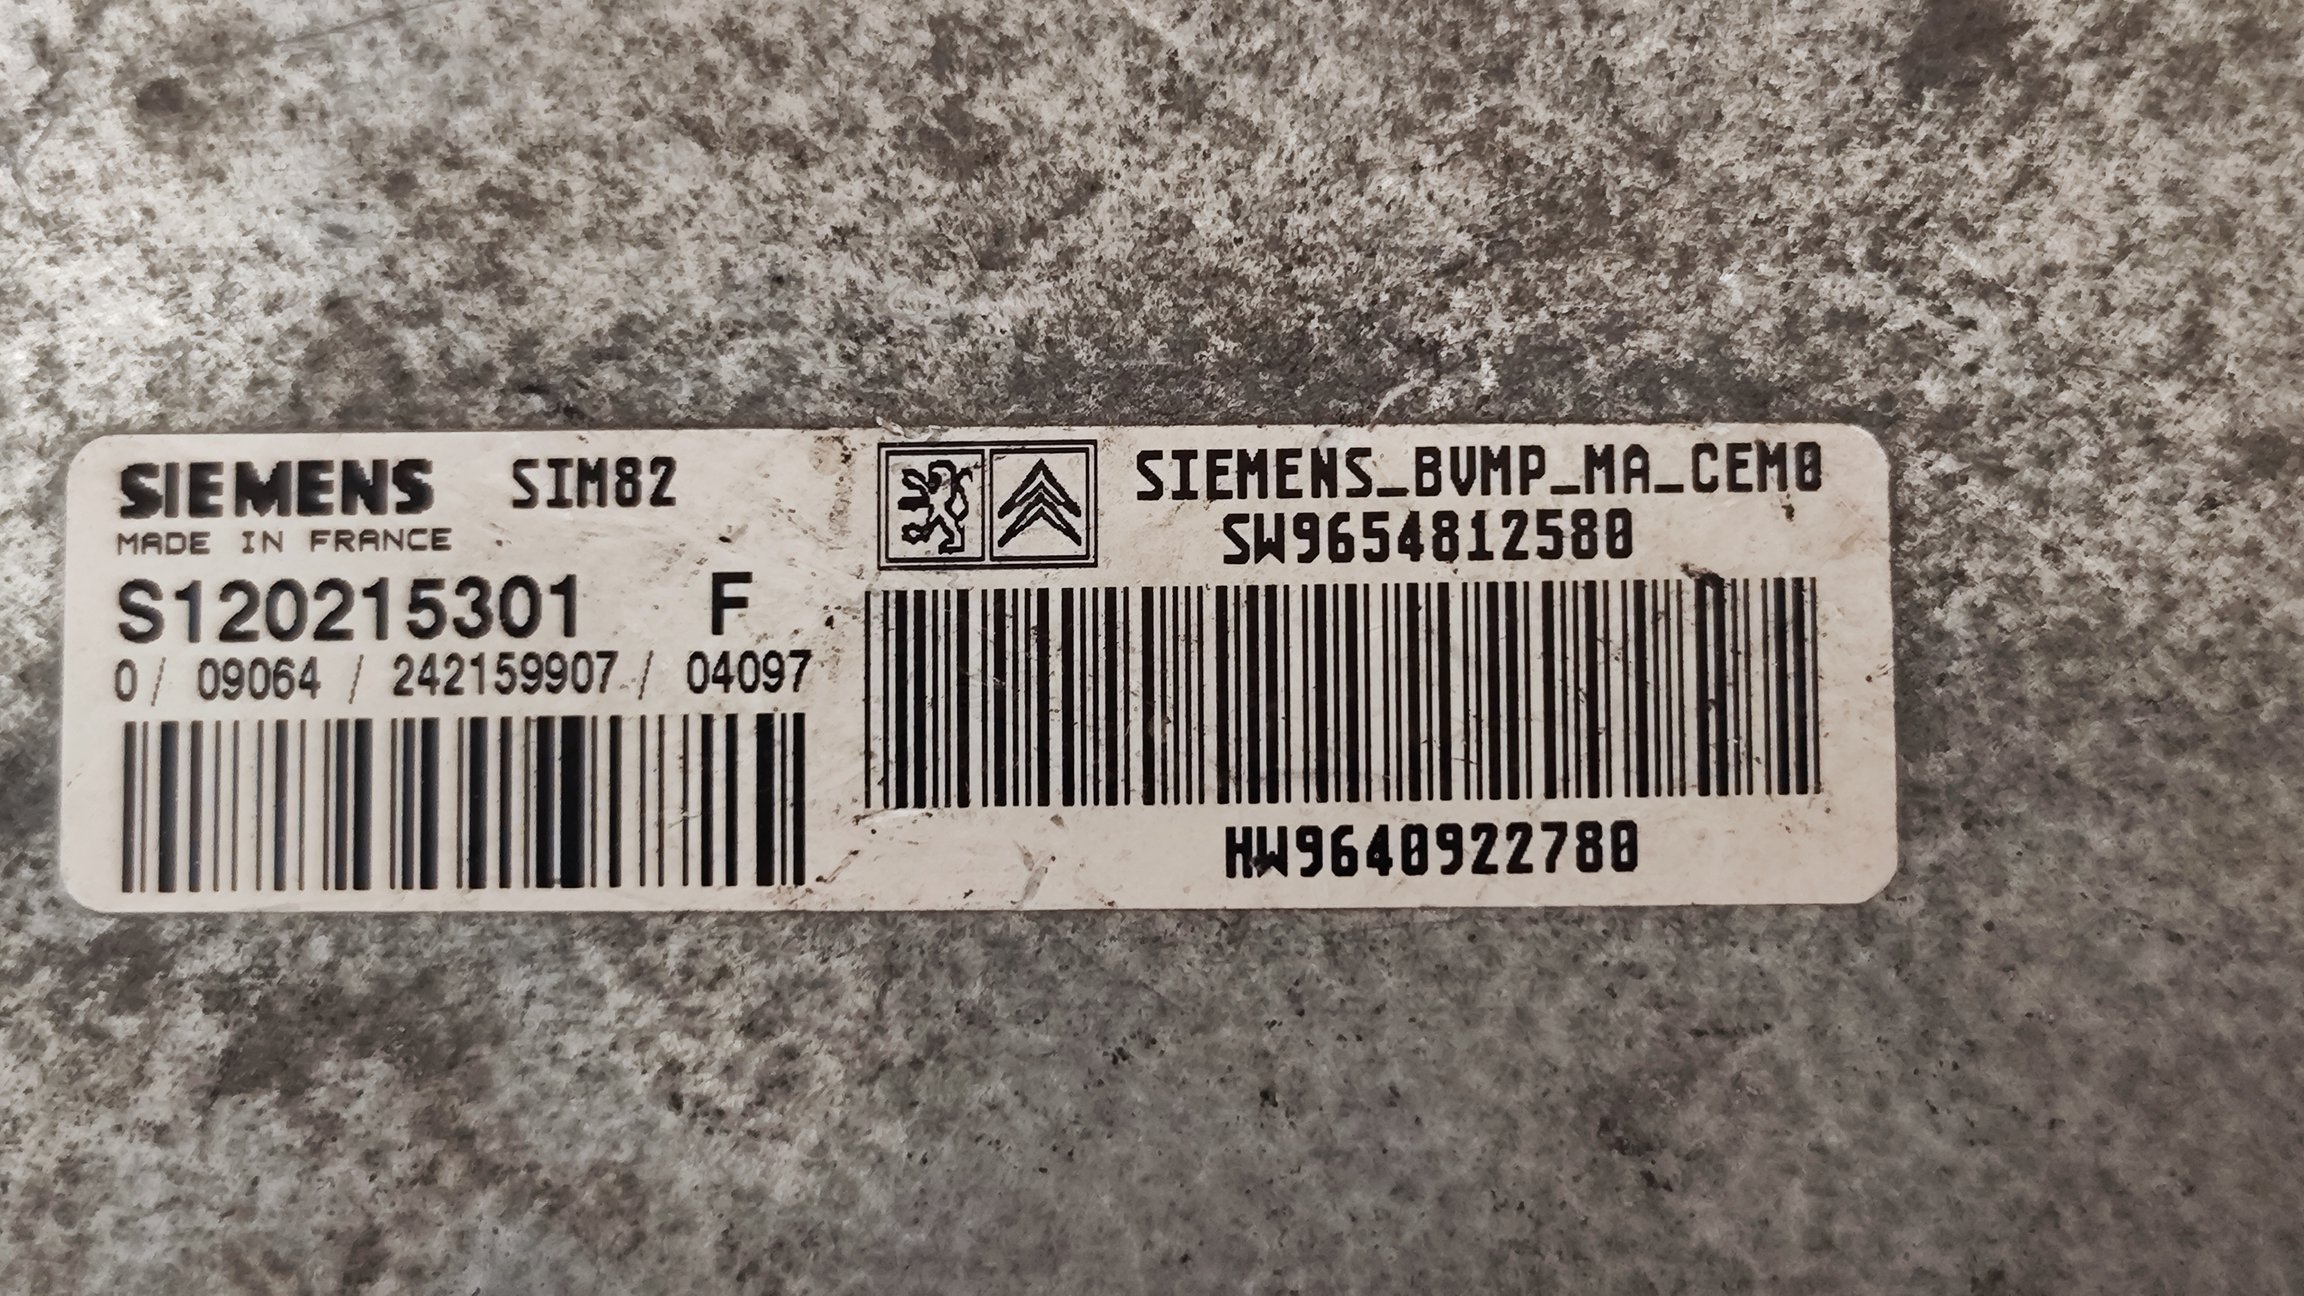 SIEMENS SIM82
MADE IN FRANCE
S120215301 F
0 / 09064 / 242159907 / 04097
SIEMENS_BVMP_MA_CEM0
SW9654812580
HW9640922780